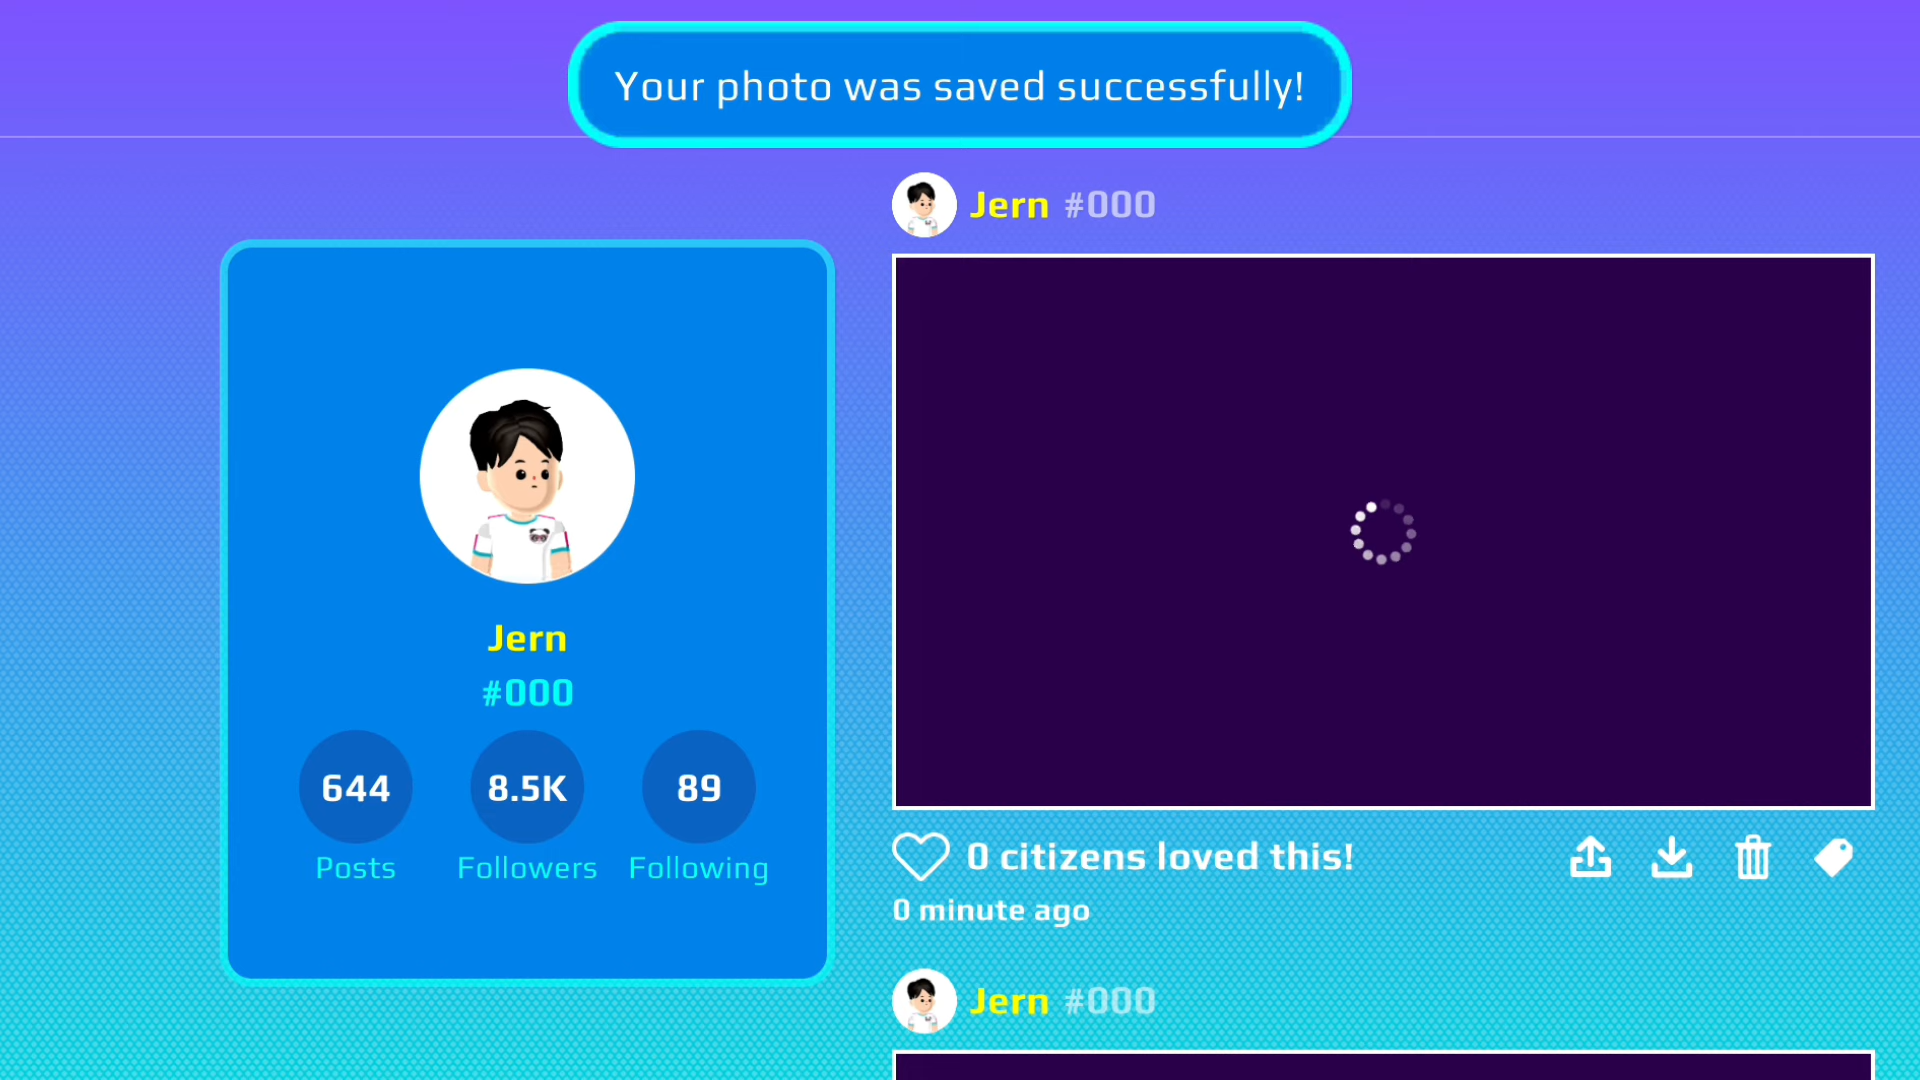 Your photo was saved successfully!
Jern #000
Jern
#000
644
8.5K
89
Posts
Followers
Following
0 citizens loved this!
0 minute ago
Jern #000